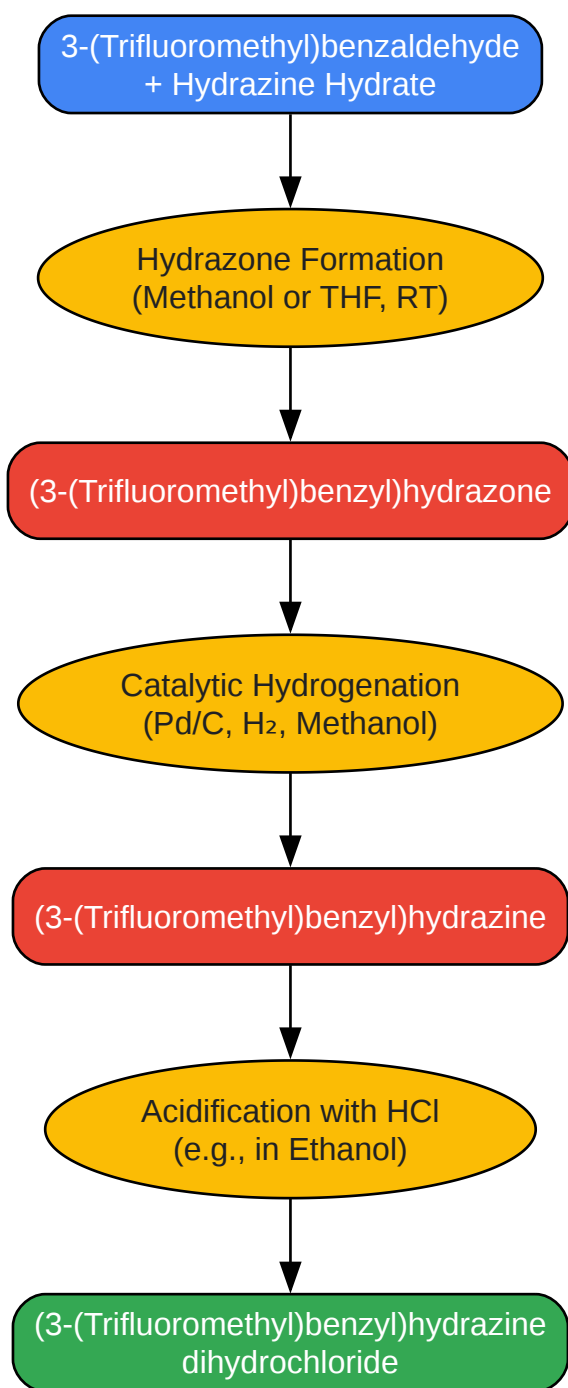 3-(Trifluoromethyl)benzaldehyde
+ Hydrazine Hydrate
Hydrazone Formation
(Methanol or THF, RT)
(3-(Trifluoromethyl)benzyl)hydrazone
Catalytic Hydrogenation
(Pd/C, H₂, Methanol)
(3-(Trifluoromethyl)benzyl)hydrazine
Acidification with HCl
(e.g., in Ethanol)
(3-(Trifluoromethyl)benzyl)hydrazine
dihydrochloride